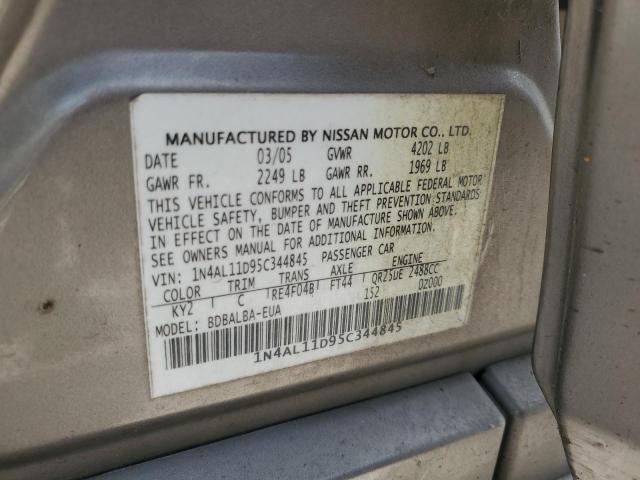 MANUFACTURED BY NISSAN MOTOR CO., LTD.
DATE 03/05 GVWR 4202 LB
GAWR FR. 2249 LB GAWR RR. 1969 LB
THIS VEHICLE CONFORMS TO ALL APPLICABLE FEDERAL MOTOR
VEHICLE SAFETY, BUMPER AND THEFT PREVENTION STANDARDS
IN EFFECT ON THE DATE OF MANUFACTURE SHOWN ABOVE.
SEE OWNERS MANUAL FOR ADDITIONAL INFORMATION.
VIN: 1N4AL11D95C344845 PASSENGER CAR
COLOR TRIM TRANS AXLE ENGINE
KY2 C RE4F04B FT44 QR25DE 2488CC
MODEL: BDBALBA-EUA 152 02000
1N4AL11D95C344845